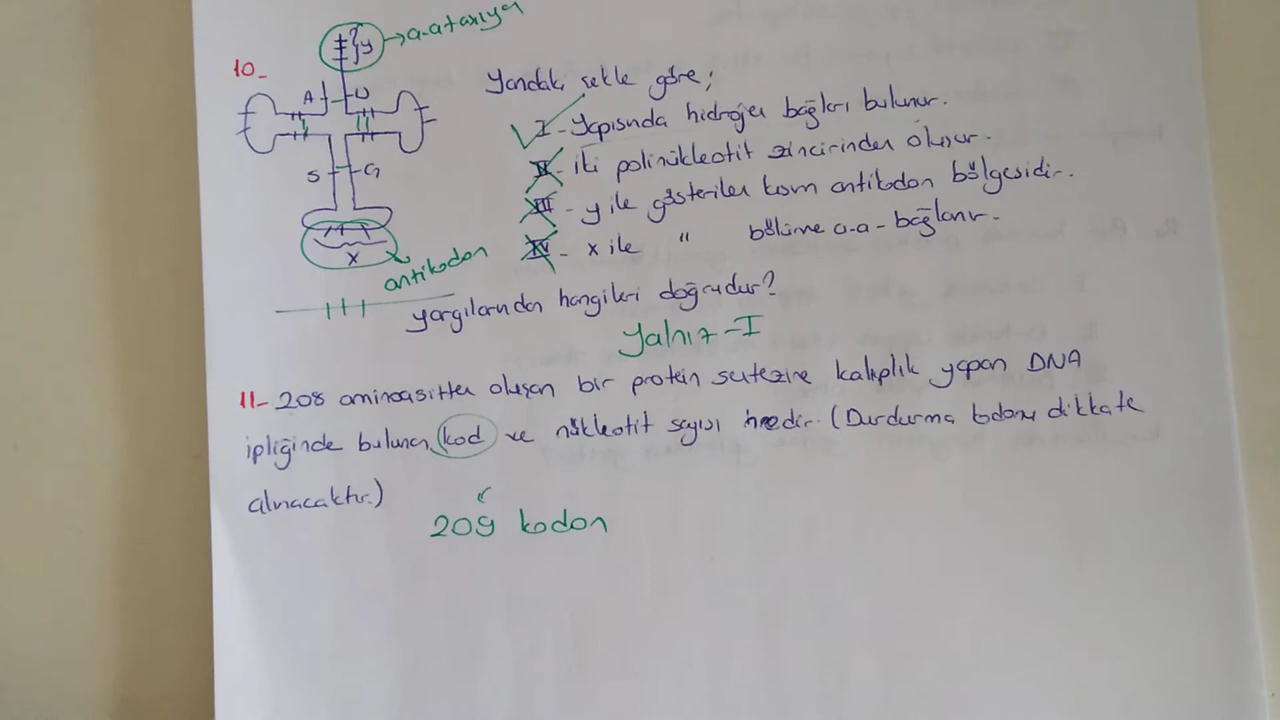 y → a-a taşıyan
10-
A U
S G
x
antikodon
Yandaki şekle göre;
I- Yapısında hidrojen bağları bulunur.
II- iki polinükleotit zincirinden oluşur.
III- y ile gösterilen kısım antikodon bölgesidir.
IV- x ile " bölüme a-a- bağlanır.
yargılarından hangileri doğrudur?
Yalnız-I
11- 208 aminoasitten oluşan bir protein sentezine kalıplık yapan DNA
ipliğinde bulunan kod ve nükleotit sayısı nedir. (Durdurma kodonu dikkate
alınacaktır.)
209 kodon